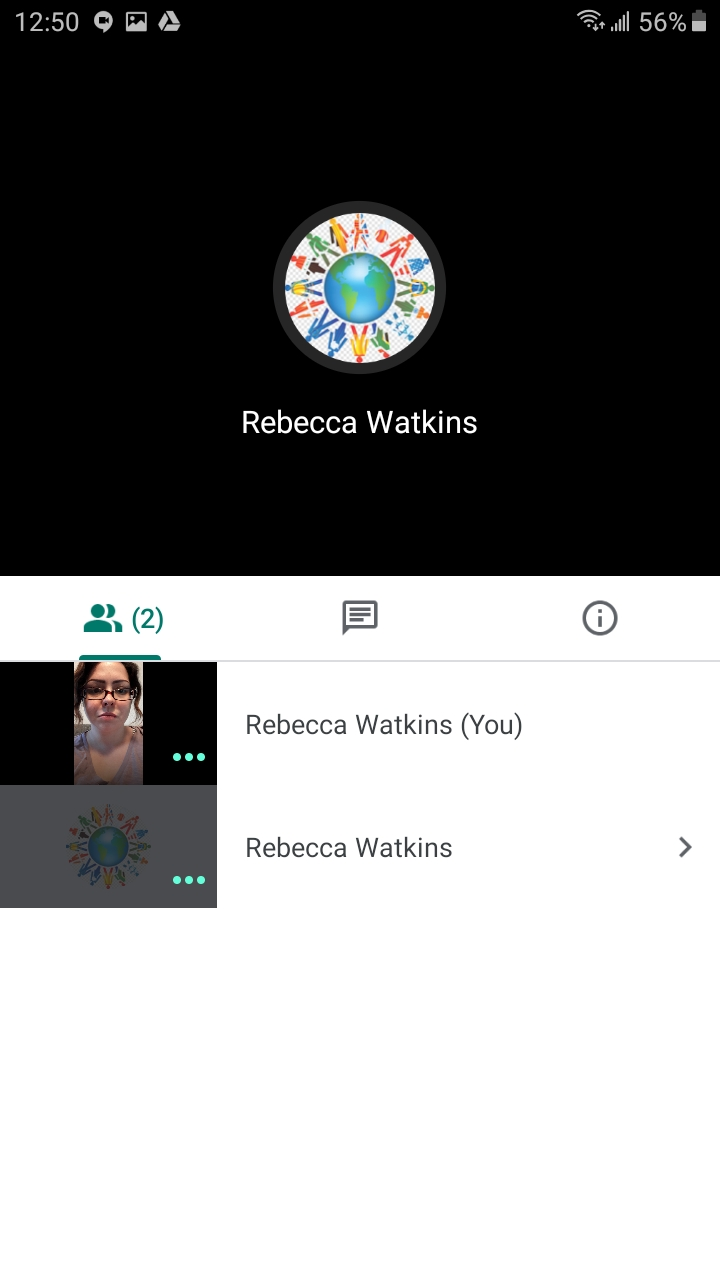 12:50 56%
Rebecca Watkins
(2)
Rebecca Watkins (You)
Rebecca Watkins